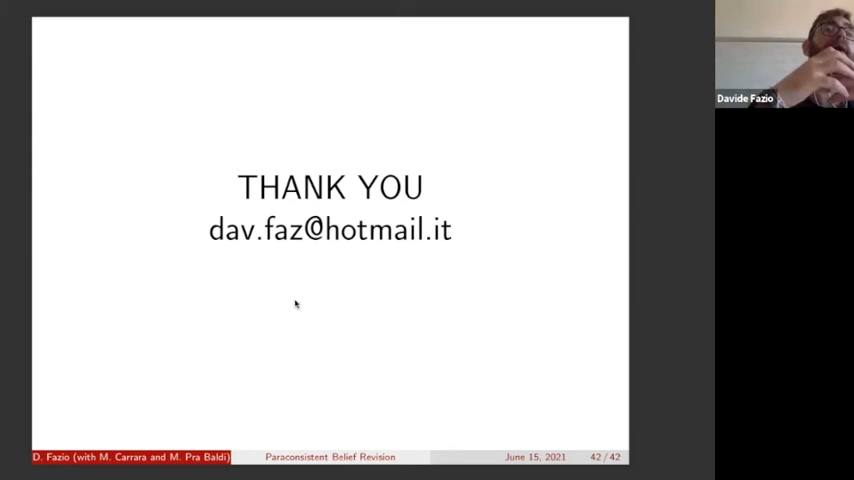 THANK YOU
dav.faz@hotmail.it
Davide Fazio
D. Fazio (with M. Carrara and M. Pra Baldi) Paraconsistent Belief Revision June 15, 2021 42 / 42